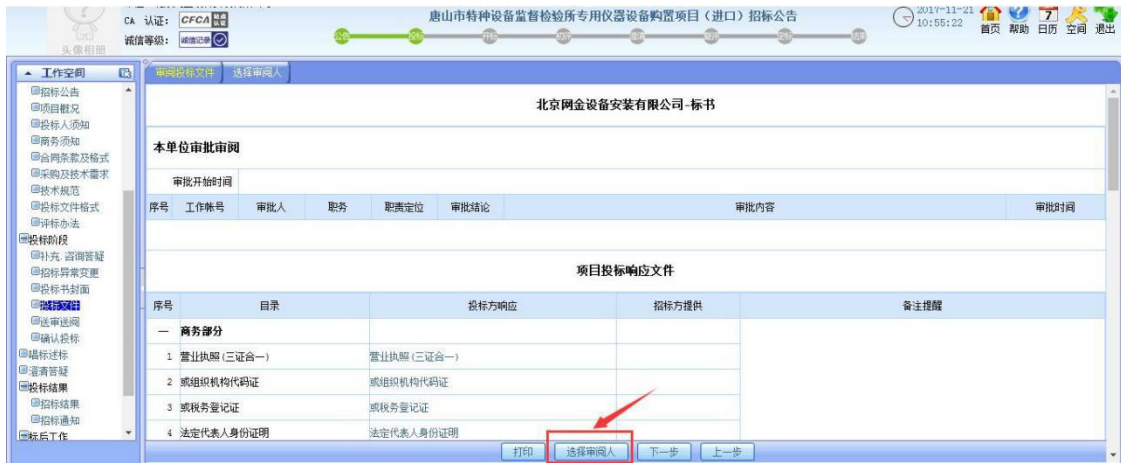 CA 认证: CFCA
诚信等级: 诚信记录
头像相册
唐山市特种设备监督检验所专用仪器设备购置项目（进口）招标公告
公告 投标
2017-11-21
10:55:22
首页 帮助 日历 空间 退出
7
工作空间
招标公告
项目概况
投标人须知
商务须知
合同条款及格式
采购及技术需求
技术规范
投标文件格式
评标办法
投标阶段
补充.咨询答疑
招标异常变更
投标书封面
投标文件
送审送阅
确认投标
唱标述标
澄清答疑
投标结果
招标结果
招标通知
标后工作
审阅投标文件 选择审阅人
北京网金设备安装有限公司-标书
本单位审批审阅
审批开始时间
序号 工作帐号 审批人 职务 职责定位 审批结论 审批内容 审批时间
项目投标响应文件
序号 目录 投标方响应 招标方提供 备注提醒
一 商务部分
1 营业执照(三证合一) 营业执照(三证合一)
2 或组织机构代码证 或组织机构代码证
3 或税务登记证 或税务登记证
4 法定代表人身份证明 法定代表人身份证明
打印 选择审阅人 下一步 上一步